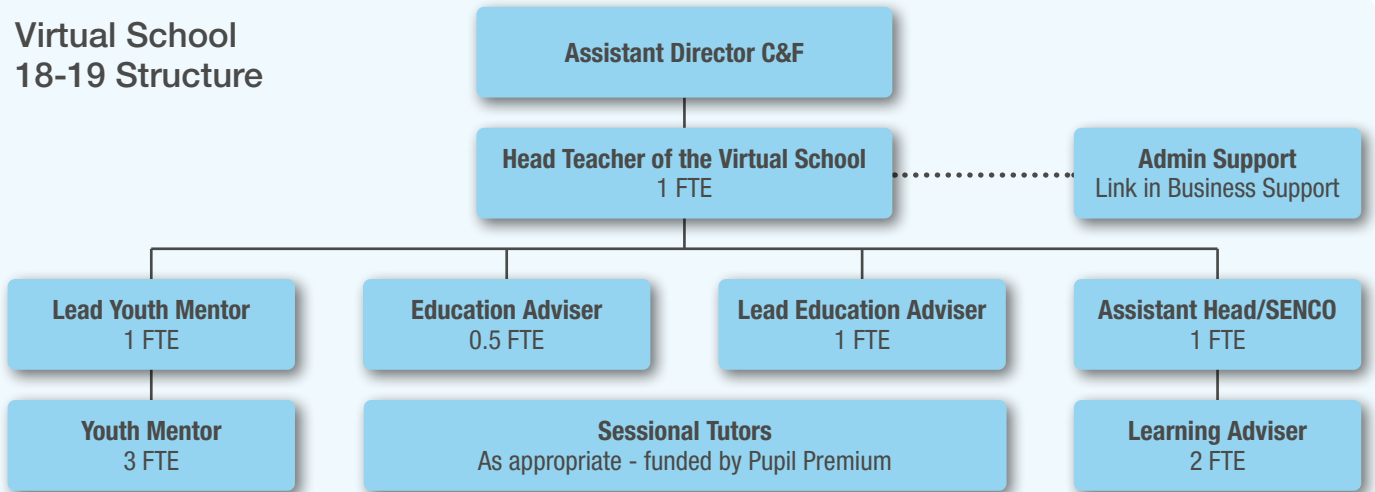 Virtual School
18-19 Structure
Assistant Director C&F
Head Teacher of the Virtual School
1 FTE
Admin Support
Link in Business Support
Lead Youth Mentor
1 FTE
Education Adviser
0.5 FTE
Lead Education Adviser
1 FTE
Assistant Head/SENCO
1 FTE
Youth Mentor
3 FTE
Sessional Tutors
As appropriate - funded by Pupil Premium
Learning Adviser
2 FTE